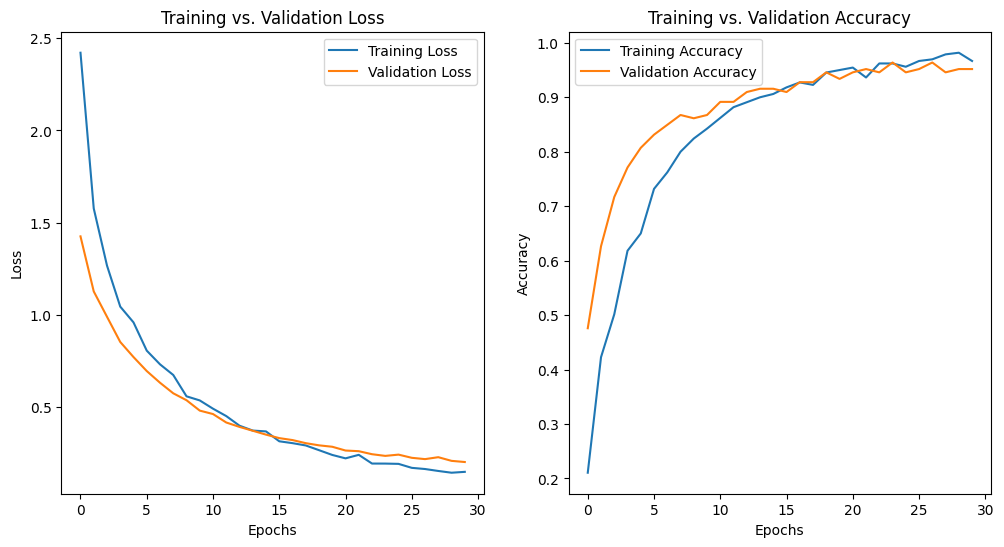 Training vs. Validation Loss
2.5
2.0
1.5
1.0
0.5
Loss
Training Loss
Validation Loss
0 5 10 15 20 25 30
Epochs
Training vs. Validation Accuracy
1.0
0.9
0.8
0.7
0.6
0.5
0.4
0.3
0.2
Accuracy
Training Accuracy
Validation Accuracy
0 5 10 15 20 25 30
Epochs